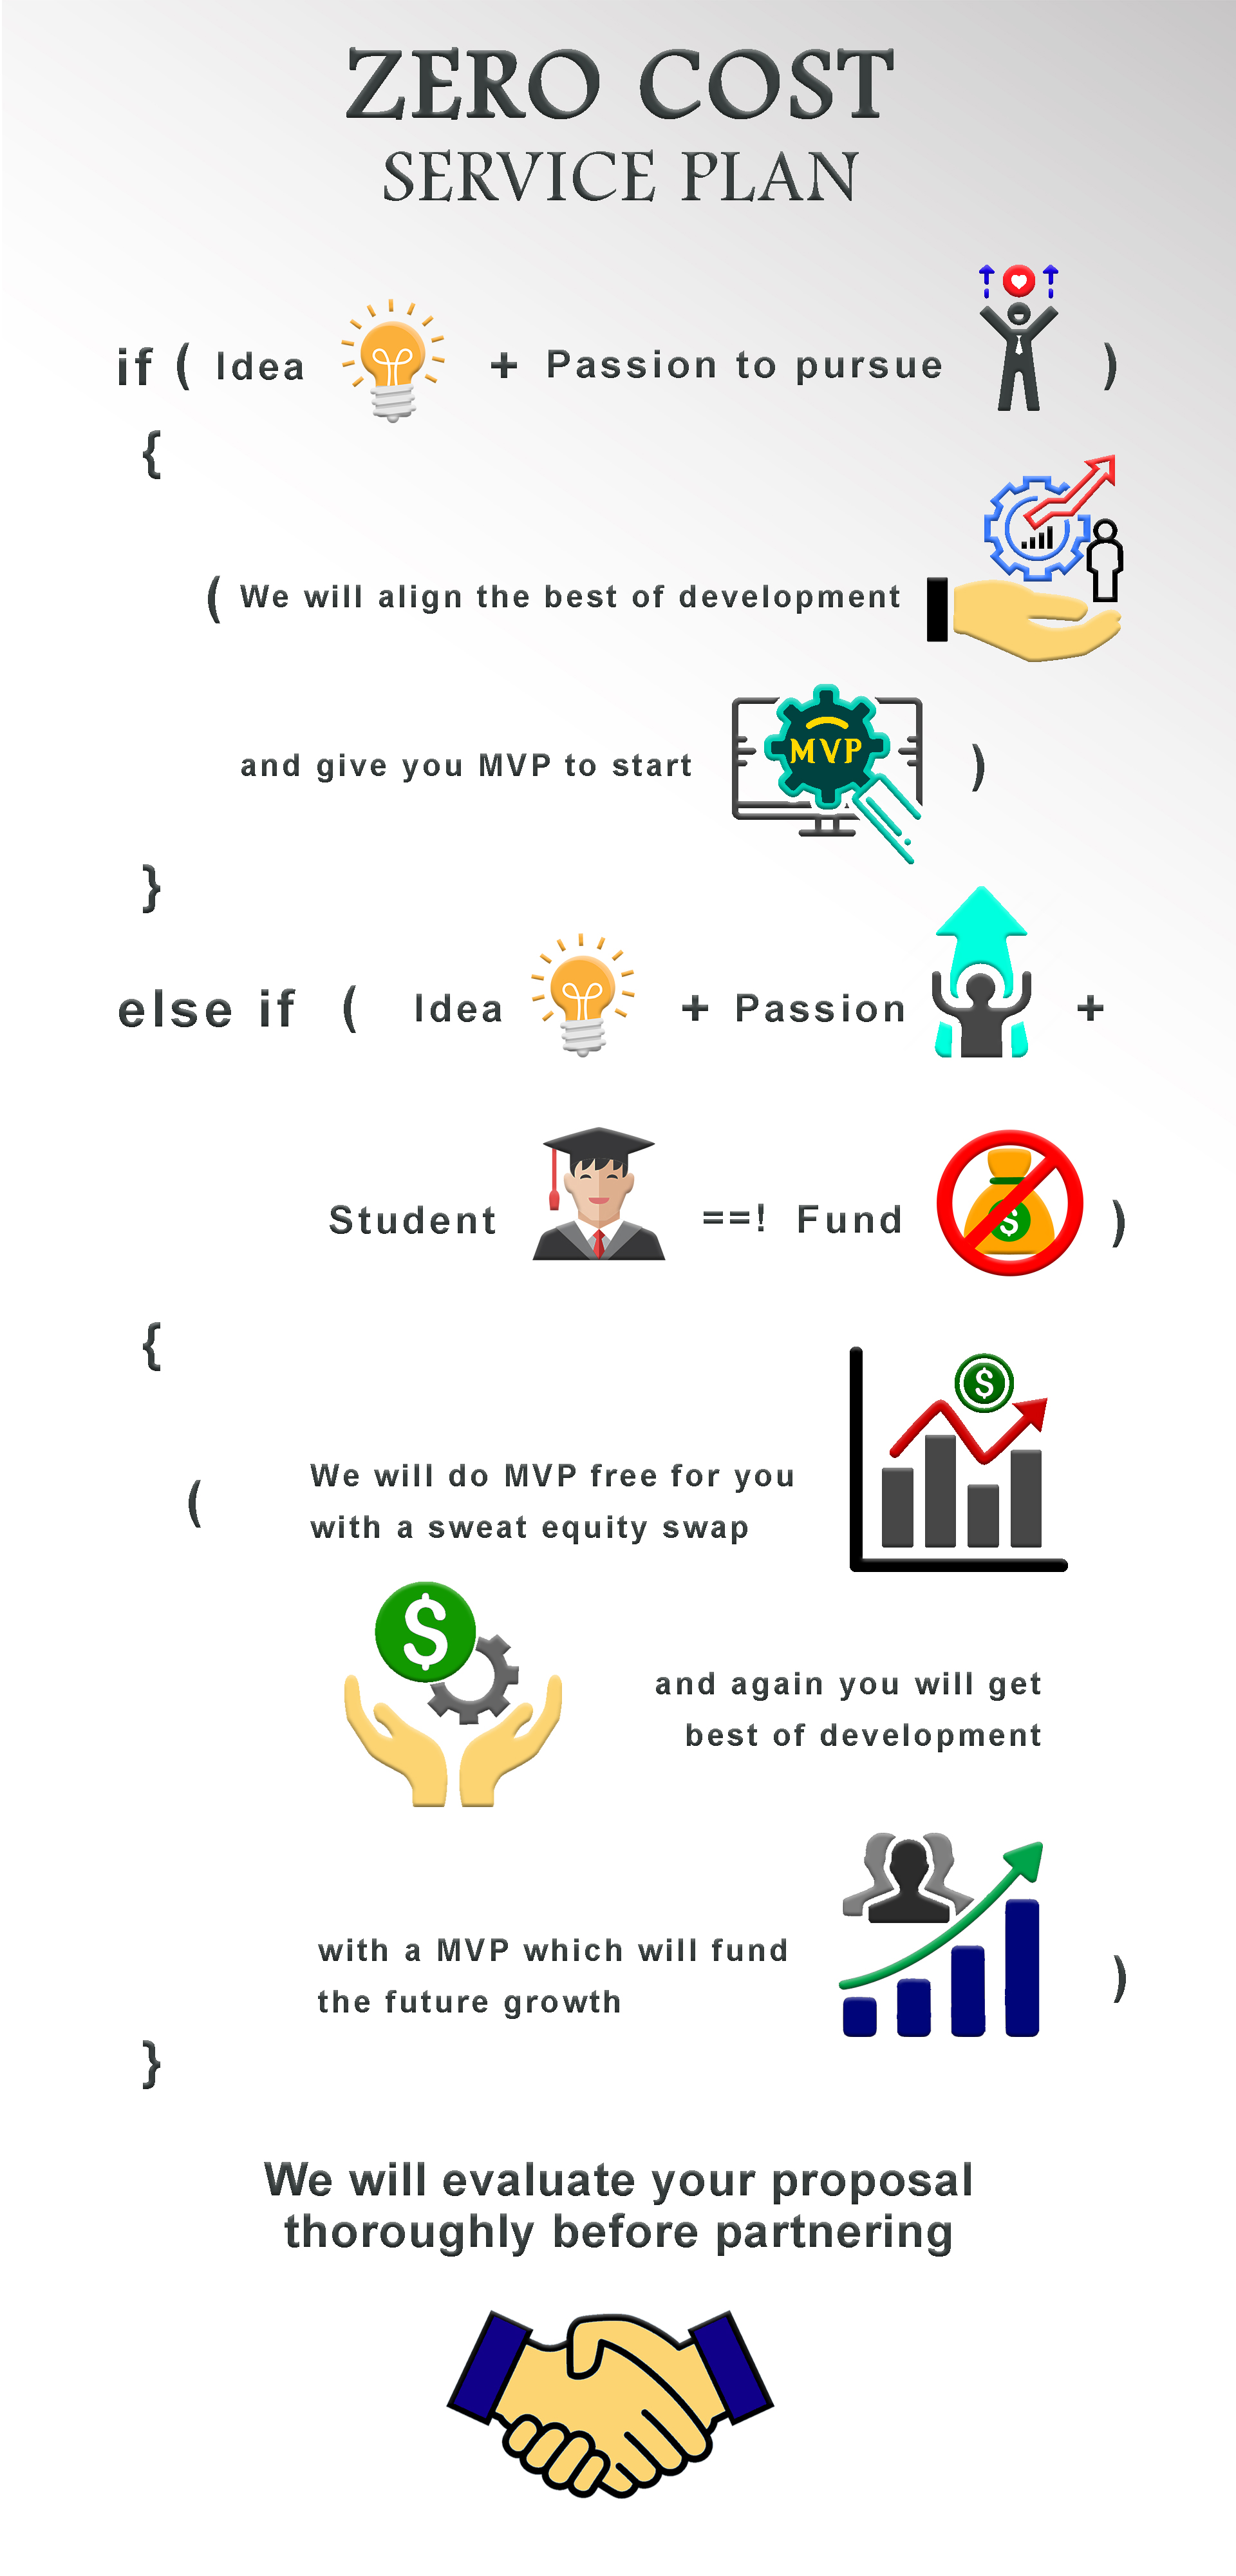 ZERO COST
SERVICE PLAN
if ( Idea + Passion to pursue )
{
( We will align the best of development
and give you MVP to start MVP )
}
else if ( Idea + Passion +
Student ==! Fund $ )
{
$
( We will do MVP free for you
with a sweat equity swap
$
and again you will get
best of development
with a MVP which will fund
the future growth )
}
We will evaluate your proposal
thoroughly before partnering